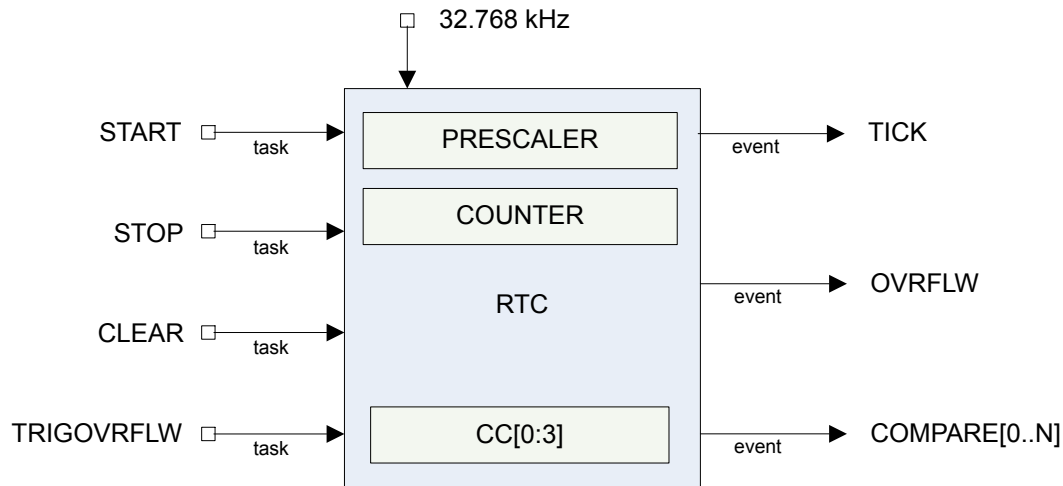 32.768 kHz
START
task
PRESCALER
event
TICK
STOP
task
COUNTER
RTC
event
OVRFLW
CLEAR
task
TRIGOVRFLW
task
CC[0:3]
event
COMPARE[0..N]